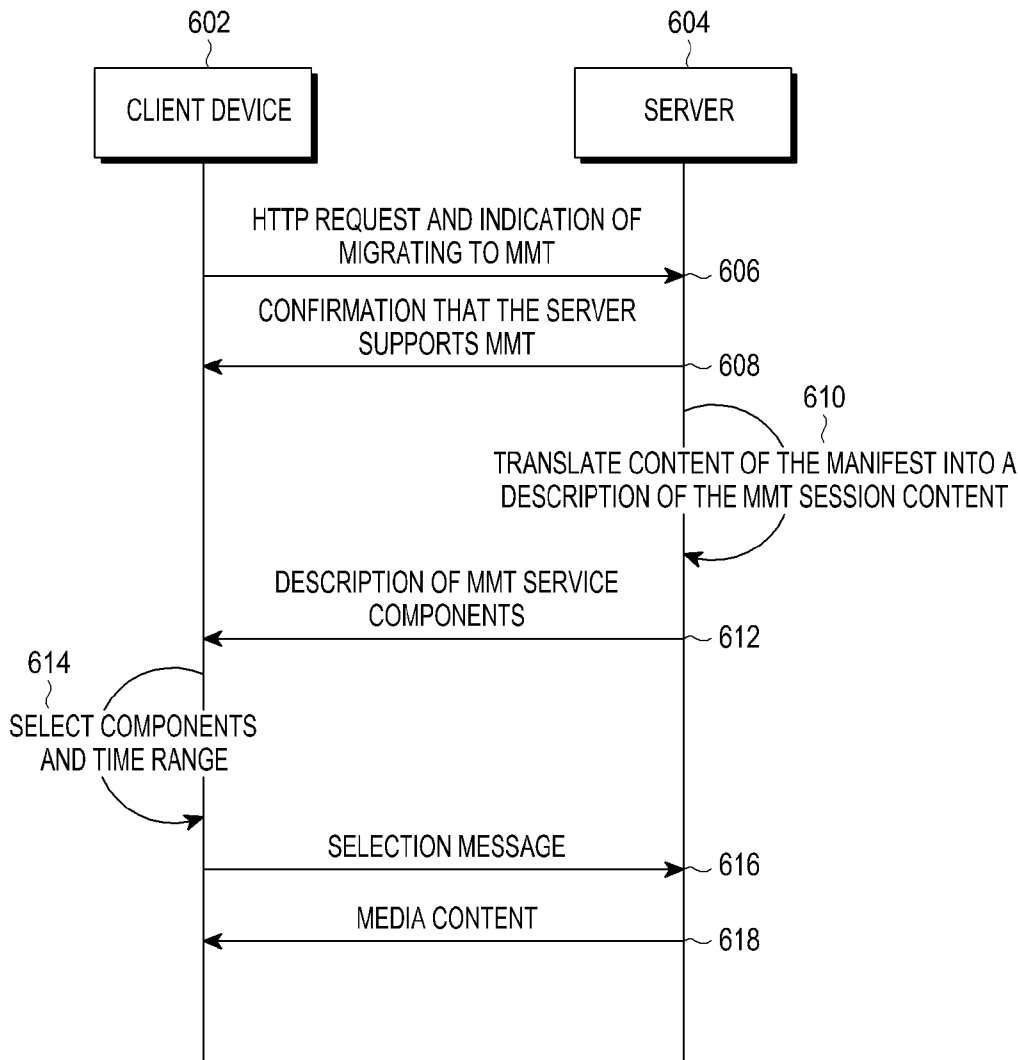 602
604
CLIENT DEVICE
SERVER
HTTP REQUEST AND INDICATION OF
MIGRATING TO MMT
606
CONFIRMATION THAT THE SERVER
SUPPORTS MMT
608
610
TRANSLATE CONTENT OF THE MANIFEST INTO A
DESCRIPTION OF THE MMT SESSION CONTENT
DESCRIPTION OF MMT SERVICE
COMPONENTS
612
614
SELECT COMPONENTS
AND TIME RANGE
SELECTION MESSAGE
616
MEDIA CONTENT
618